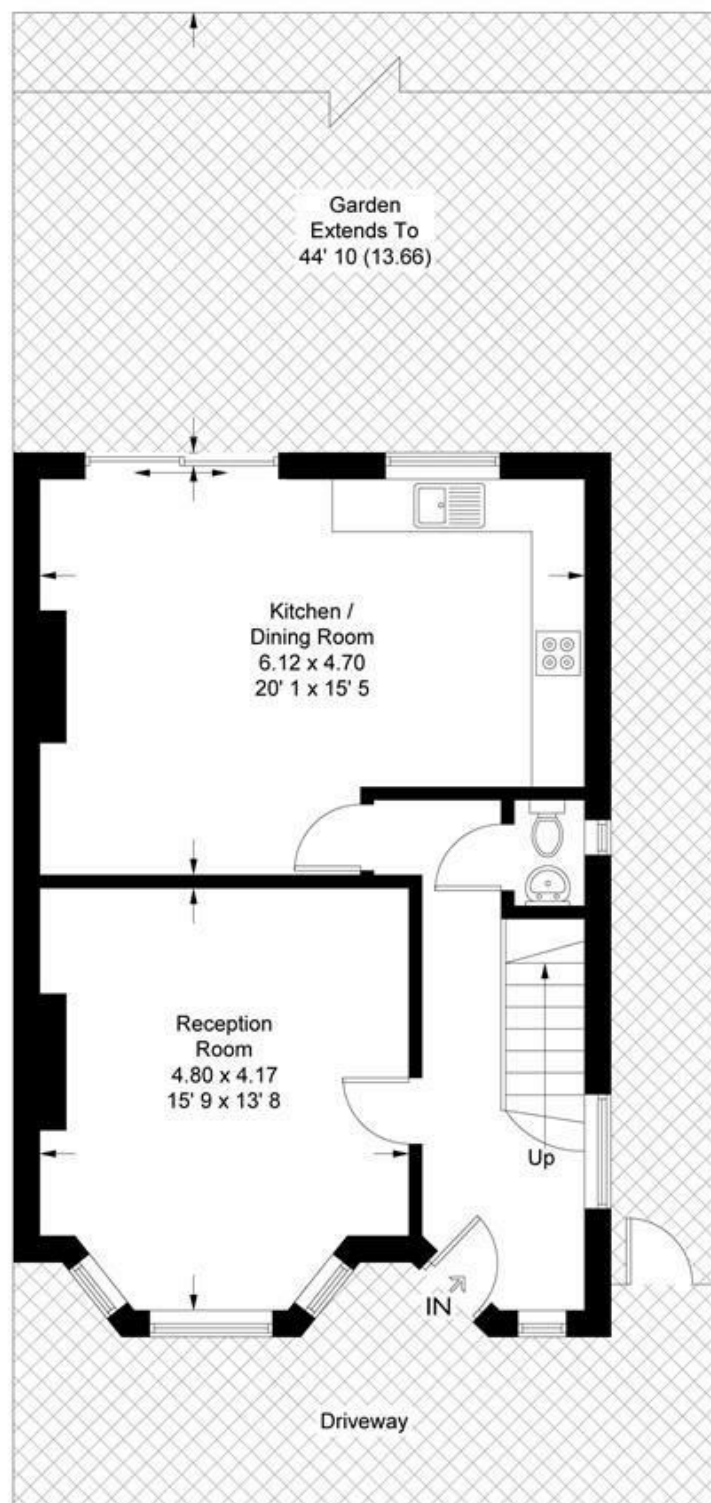 Garden
Extends To
44' 10 (13.66)
Kitchen /
Dining Room
6.12 x 4.70
20' 1 x 15' 5
Reception
Room
4.80 x 4.17
15' 9 x 13' 8
Up
IN
Driveway